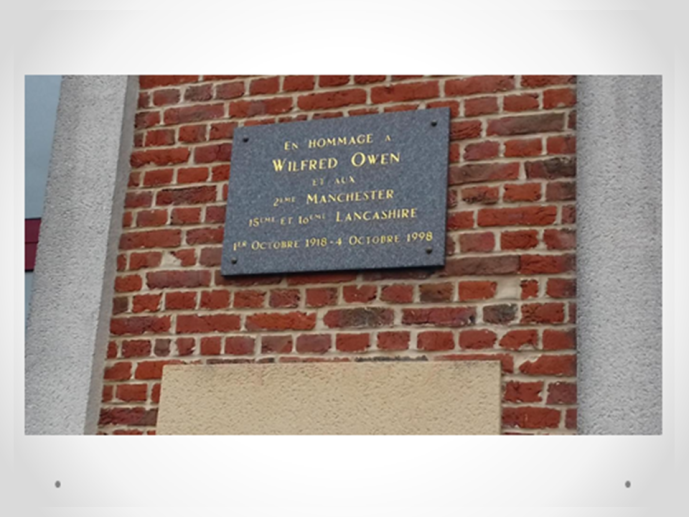 EN HOMMAGE A
WILFRED OWEN
ET AUX
2ÈME MANCHESTER
15ÈME ET 16ÈME LANCASHIRE
1ER OCTOBRE 1918 - 4 OCTOBRE 1998